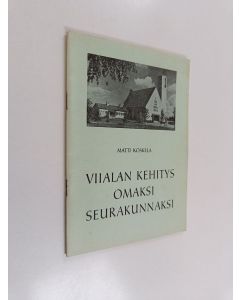 MATTI KOSKELA
VIIALAN KEHITYS
OMAKSI
SEURAKUNNAKSI